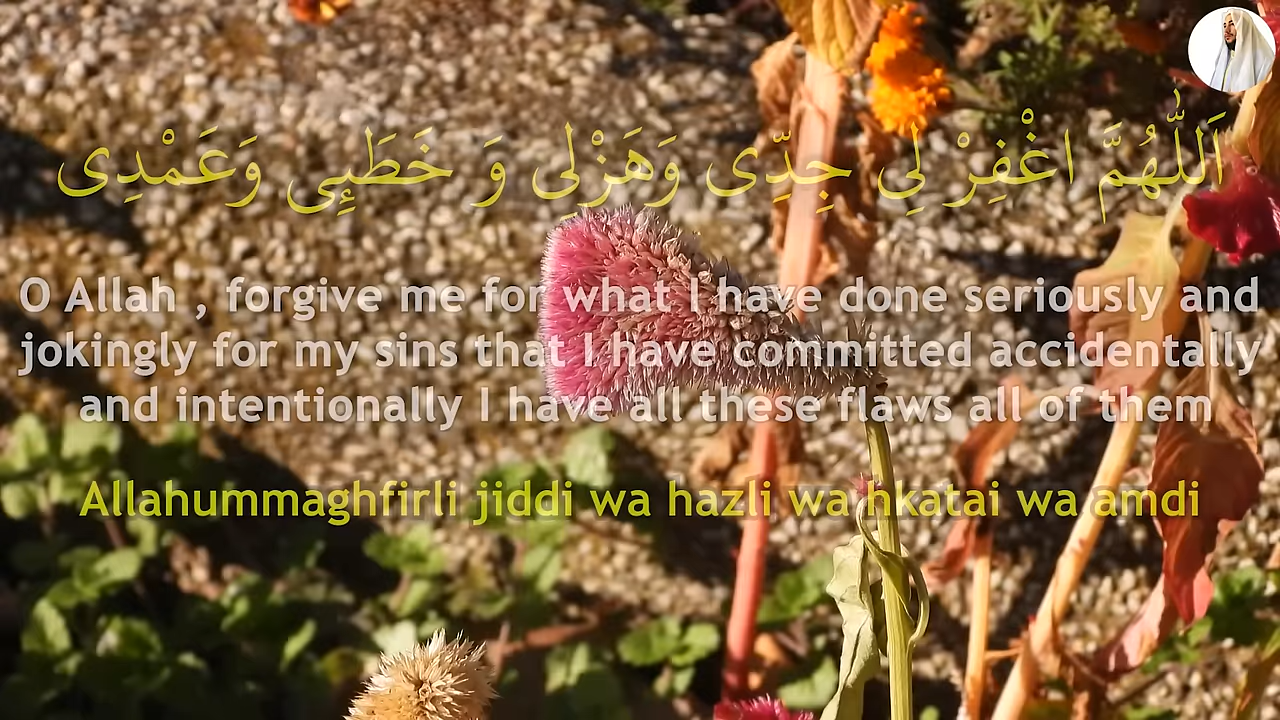 اَللّٰهُمَّ اغْفِرْ لِي جِدِّى وَهَزْلِى وَ خَطَئِى وَعَمْدِى
O Allah , forgive me for what I have done seriously and
jokingly for my sins that I have committed accidentally
and intentionally I have all these flaws all of them
Allahummaghfirli jiddi wa hazli wa hkatai wa amdi